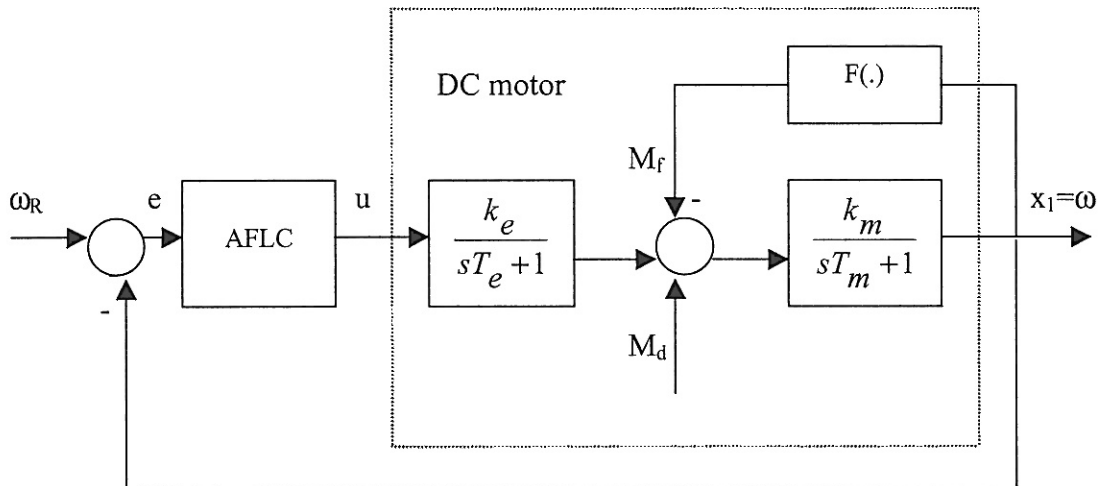 DC motor
F(.)
M_f
-
ω_R
e
AFLC
u
k_e
sT_e+1
k_m
sT_m+1
x_1=ω
-
M_d